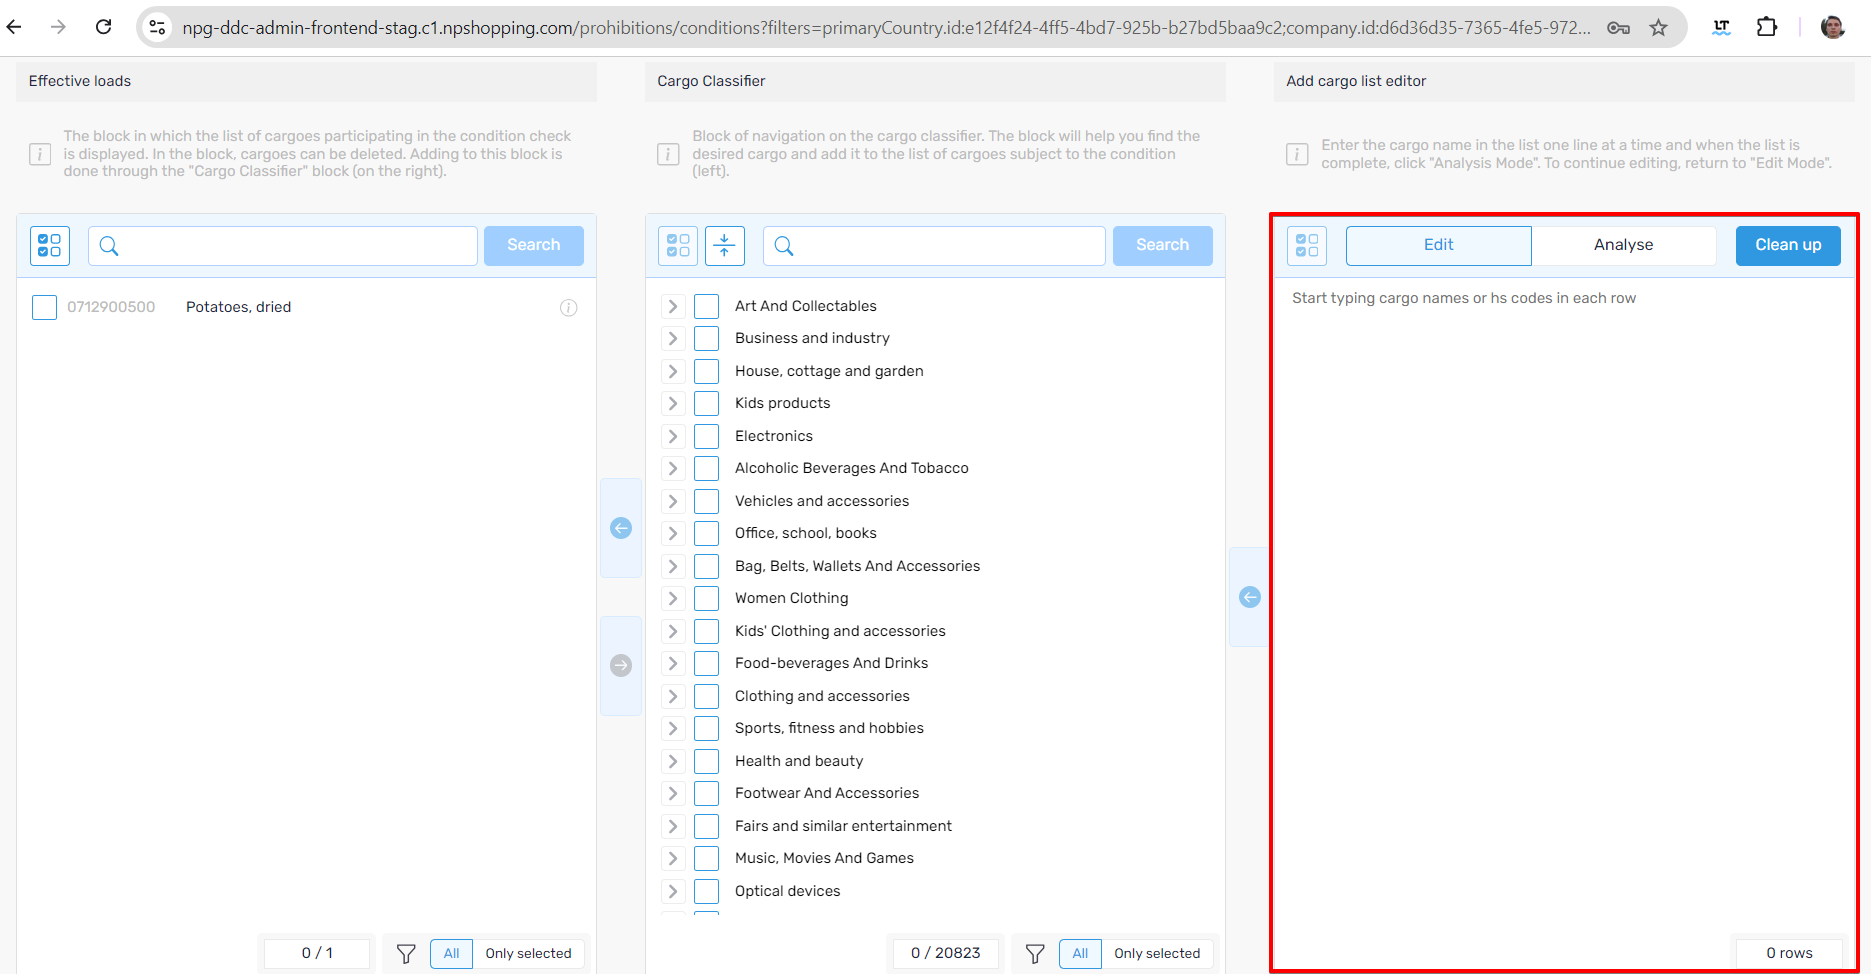 npg-ddc-admin-frontend-stag.c1.npshopping.com/prohibitions/conditions?filters=primaryCountry.id:e12f4f24-4ff5-4bd7-925b-b27bd5baa9c2;company.id:d6d36d35-7365-4fe5-972...
LT
Effective loads
The block in which the list of cargoes participating in the condition check
is displayed. In the block, cargoes can be deleted. Adding to this block is
done through the "Cargo Classifier" block (on the right).
Search
0712900500 Potatoes, dried
0 / 1
All Only selected
Cargo Classifier
Block of navigation on the cargo classifier. The block will help you find the
desired cargo and add it to the list of cargoes subject to the condition
(left).
Search
Art And Collectables
Business and industry
House, cottage and garden
Kids products
Electronics
Alcoholic Beverages And Tobacco
Vehicles and accessories
Office, school, books
Bag, Belts, Wallets And Accessories
Women Clothing
Kids' Clothing and accessories
Food-beverages And Drinks
Clothing and accessories
Sports, fitness and hobbies
Health and beauty
Footwear And Accessories
Fairs and similar entertainment
Music, Movies And Games
Optical devices
0 / 20823
All Only selected
Add cargo list editor
Enter the cargo name in the list one line at a time and when the list is
complete, click "Analysis Mode". To continue editing, return to "Edit Mode".
Edit Analyse Clean up
Start typing cargo names or hs codes in each row
0 rows